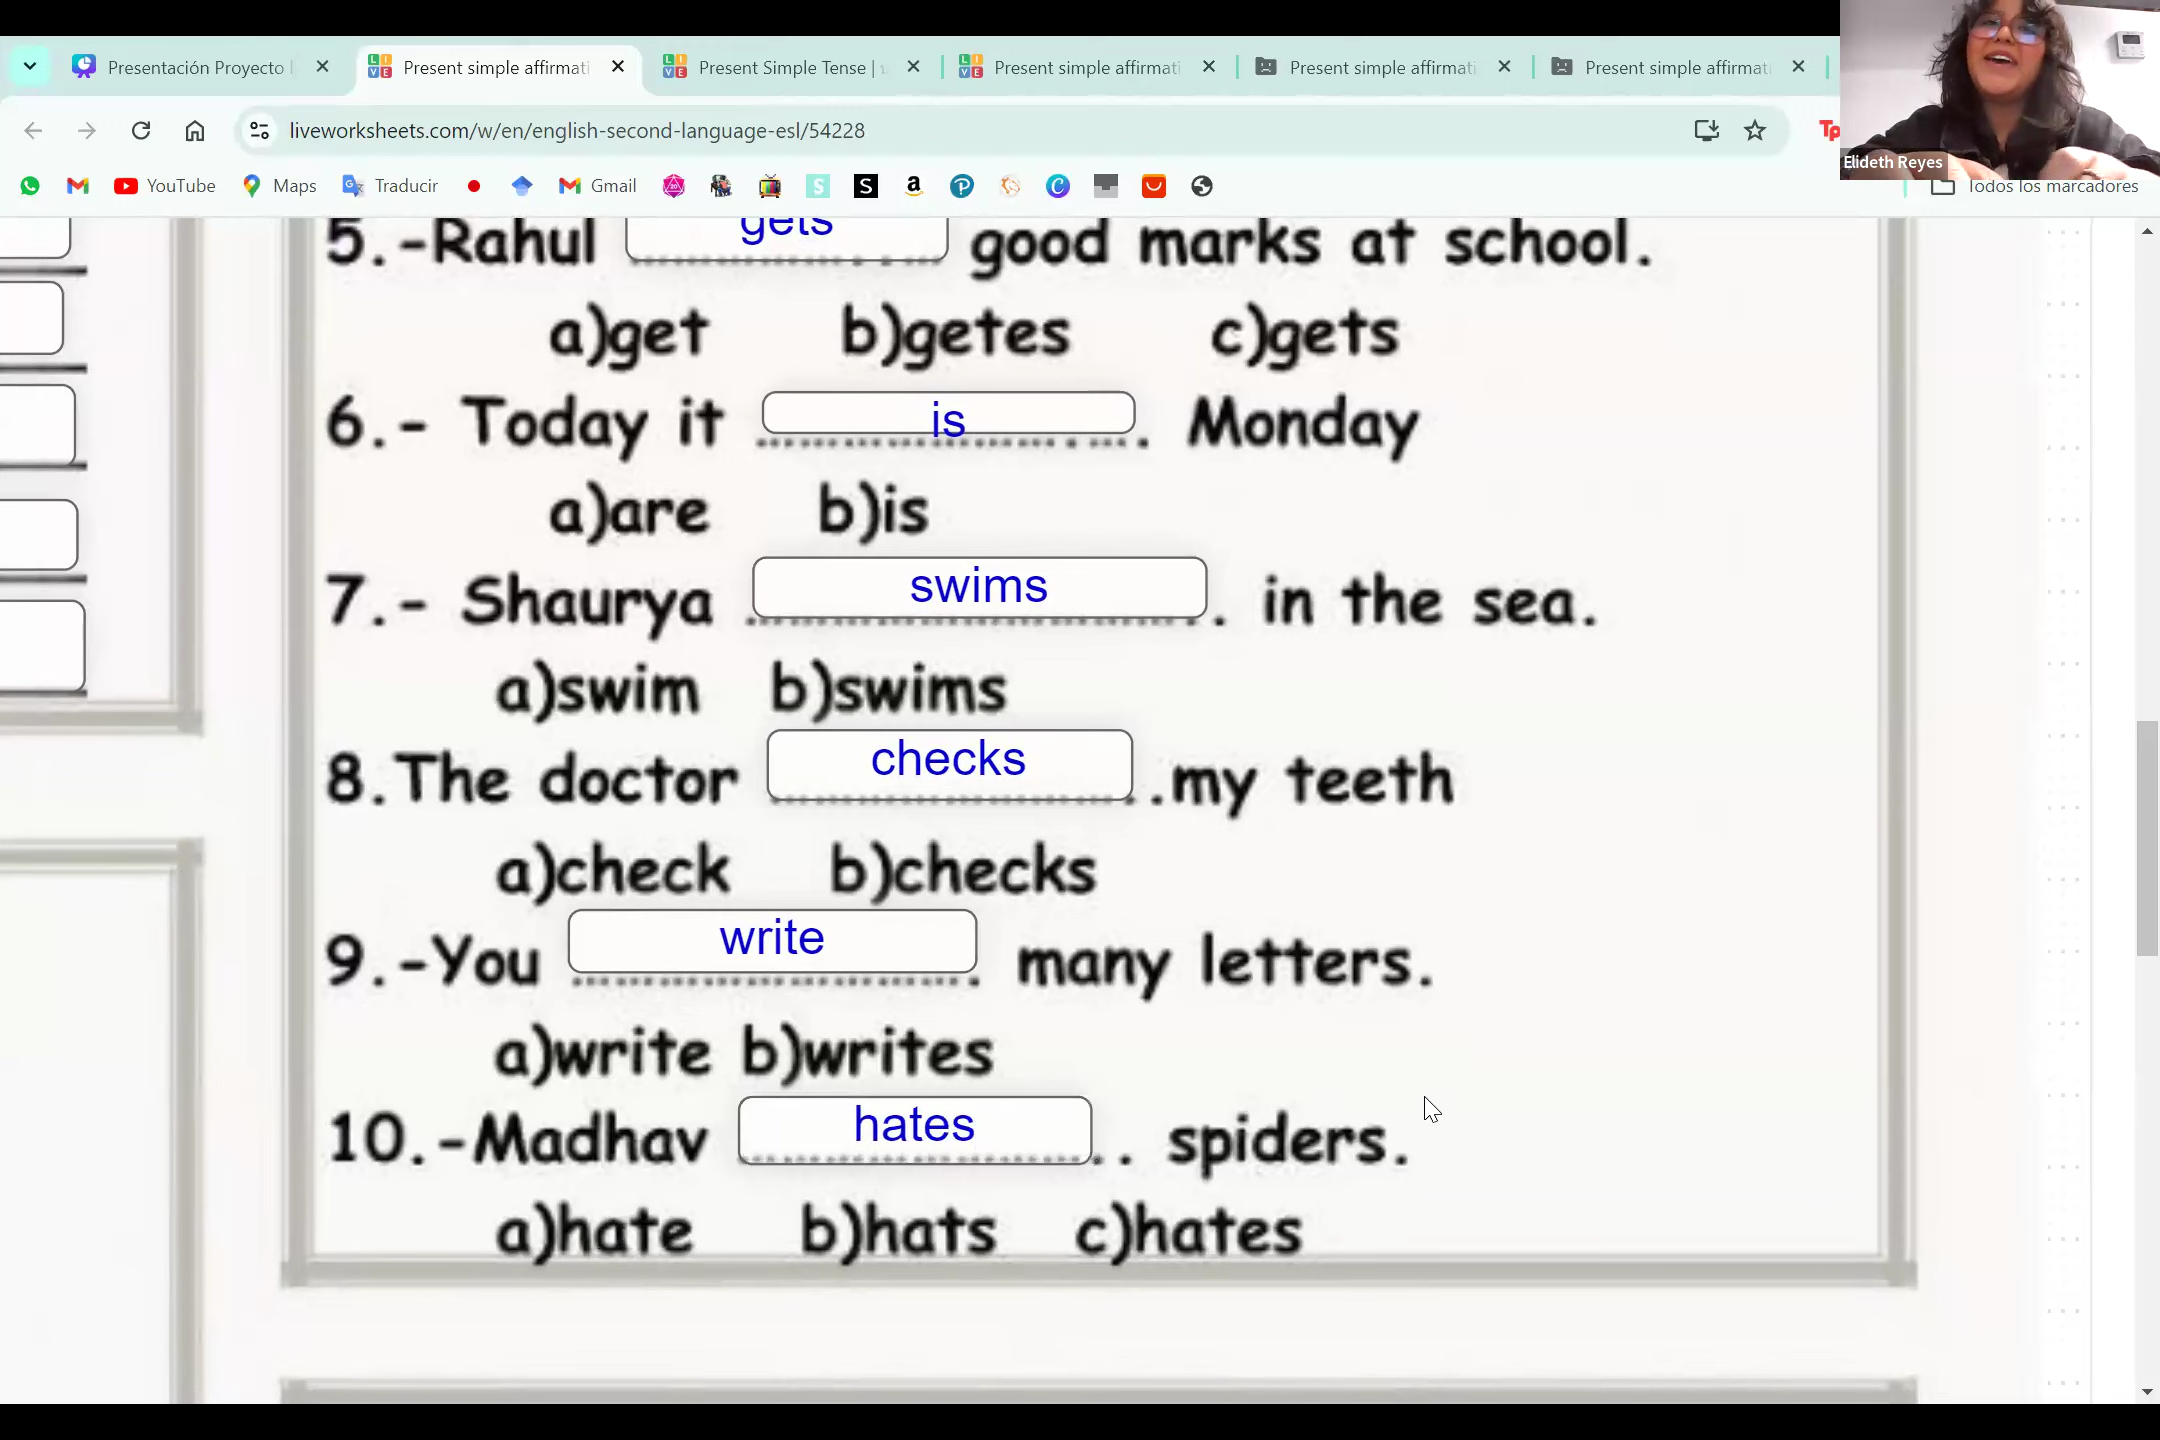 Presentación Proyecto
Present simple affirmati
Present Simple Tense |
Present simple affirmati
Present simple affirmati
Present simple affirmati
liveworksheets.com/w/en/english-second-language-esl/54228
Elideth Reyes
YouTube
Maps
Traducir
Gmail
Todos los marcadores
5.-Rahul gets good marks at school.
a)get b)getes c)gets
6.- Today it is Monday
a)are b)is
7.- Shaurya swims in the sea.
a)swim b)swims
8.The doctor checks my teeth
a)check b)checks
9.-You write many letters.
a)write b)writes
10.-Madhav hates spiders.
a)hate b)hats c)hates